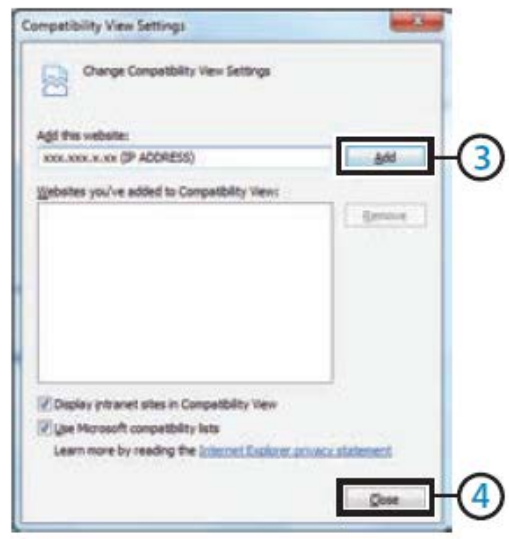 Compatibility View Settings
Change Compatibility View Settings
Add this website:
xxx.xxx.x.xx (IP ADDRESS)
Add
3
Websites you've added to Compatibility View:
Remove
Display intranet sites in Compatibility View
Use Microsoft compatibility lists
Learn more by reading the Internet Explorer privacy statement
Close
4